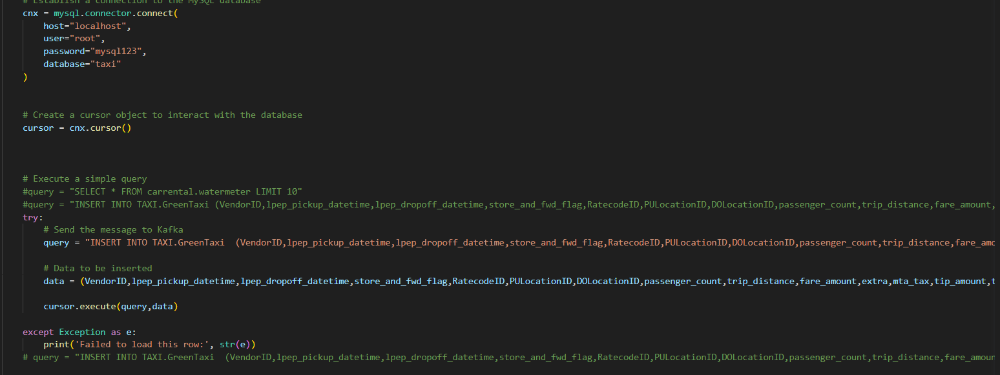 # Establish a connection to the MySQL database
cnx = mysql.connector.connect(
host="localhost",
user="root",
password="mysql123",
database="taxi"
)
# Create a cursor object to interact with the database
cursor = cnx.cursor()
# Execute a simple query
#query = "SELECT * FROM carrental.watermeter LIMIT 10"
#query = "INSERT INTO TAXI.GreenTaxi (VendorID,lpep_pickup_datetime,lpep_dropoff_datetime,store_and_fwd_flag,RatecodeID,PULocationID,DOLocationID,passenger_count,trip_distance,fare_amount,
try:
# Send the message to Kafka
query = "INSERT INTO TAXI.GreenTaxi  (VendorID,lpep_pickup_datetime,lpep_dropoff_datetime,store_and_fwd_flag,RatecodeID,PULocationID,DOLocationID,passenger_count,trip_distance,fare_amo
# Data to be inserted
data = (VendorID,lpep_pickup_datetime,lpep_dropoff_datetime,store_and_fwd_flag,RatecodeID,PULocationID,DOLocationID,passenger_count,trip_distance,fare_amount,extra,mta_tax,tip_amount,t
cursor.execute(query,data)
except Exception as e:
print('Failed to load this row:', str(e))
# query = "INSERT INTO TAXI.GreenTaxi  (VendorID,lpep_pickup_datetime,lpep_dropoff_datetime,store_and_fwd_flag,RatecodeID,PULocationID,DOLocationID,passenger_count,trip_distance,fare_amoun